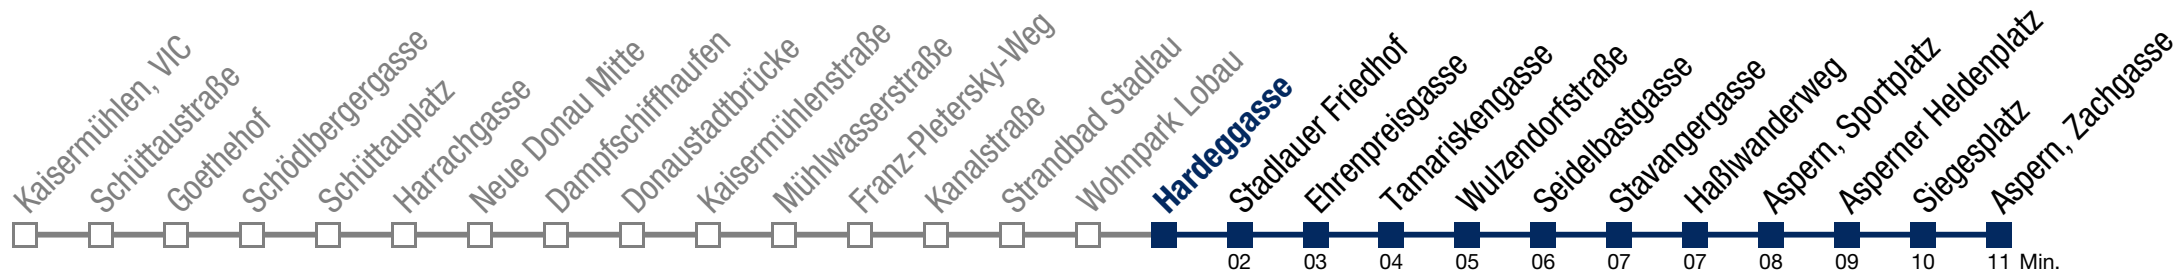 Kaisermühlen, VIC
Schüttaustraße
Goethehof
Schödlbergergasse
Schüttauplatz
Harrachgasse
Neue Donau Mitte
Dampfschiffhaufen
Donaustadtbrücke
Kaisermühlenstraße
Mühlwasserstraße
Franz-Pletersky-Weg
Kanalstraße
Strandbad Stadlau
Wohnpark Lobau
Hardeggasse
Stadlauer Friedhof
Ehrenpreisgasse
Tamariskengasse
Wulzendorfstraße
Seidelbastgasse
Stavangergasse
Haßlwanderweg
Aspern, Sportplatz
Asperner Heldenplatz
Siegesplatz
Aspern, Zachgasse
02 03 04 05 06 07 07 08 09 10 11 Min.